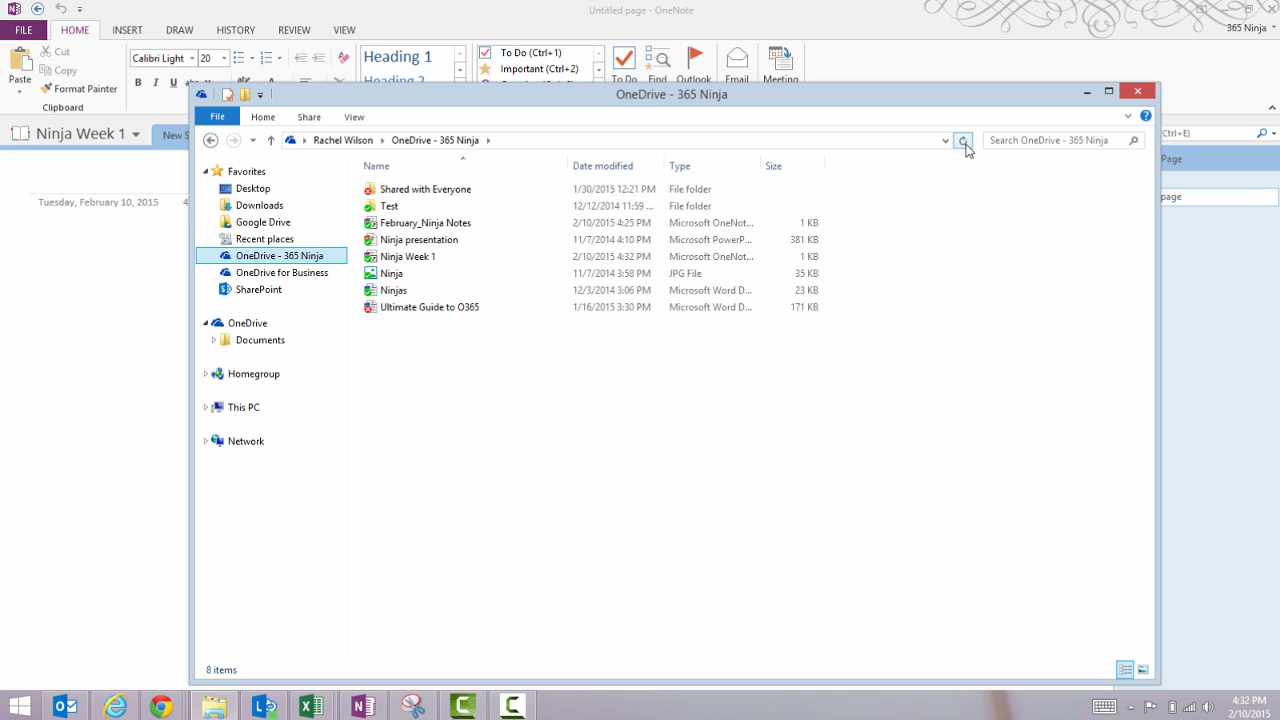 Untitled page - OneNote
FILE HOME INSERT DRAW HISTORY REVIEW VIEW 365 Ninja
Paste Cut Copy Format Painter Clipboard
Calibri Light 20
B I U abc
Heading 1
Heading 2
To Do (Ctrl+1)
Important (Ctrl+2)
To Do Find Outlook Email Meeting
Ninja Week 1 New S
Ctrl+E)
Page
page
Tuesday, February 10, 2015 4
OneDrive - 365 Ninja
File Home Share View
Rachel Wilson OneDrive - 365 Ninja Search OneDrive - 365 Ninja
Favorites
Desktop
Downloads
Google Drive
Recent places
OneDrive - 365 Ninja
OneDrive for Business
SharePoint
OneDrive
Documents
Homegroup
This PC
Network
Name Date modified Type Size
Shared with Everyone 1/30/2015 12:21 PM File folder
Test 12/12/2014 11:59 ... File folder
February_Ninja Notes 2/10/2015 4:25 PM Microsoft OneNot... 1 KB
Ninja presentation 11/7/2014 4:10 PM Microsoft PowerP... 381 KB
Ninja Week 1 2/10/2015 4:32 PM Microsoft OneNot... 1 KB
Ninja 11/7/2014 3:58 PM JPG File 35 KB
Ninjas 12/3/2014 3:06 PM Microsoft Word D... 23 KB
Ultimate Guide to O365 1/16/2015 3:30 PM Microsoft Word D... 171 KB
8 items
4:32 PM
2/10/2015